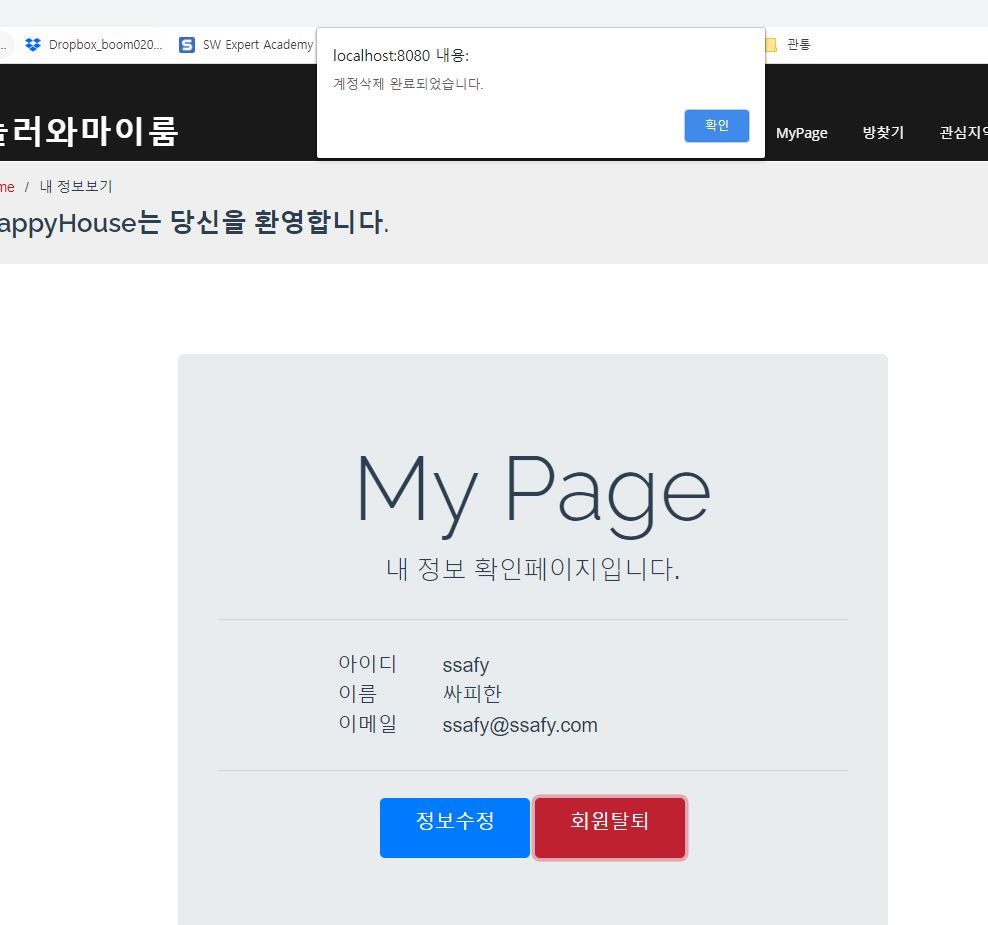 Dropbox_boom020...
SW Expert Academy
localhost:8080 내용:
계정삭제 완료되었습니다.
확인
관통
러와마이룸
MyPage
방찾기
관심지역
me / 내 정보보기
appyHouse는 당신을 환영합니다.
My Page
내 정보 확인페이지입니다.
아이디 ssafy
이름 싸피한
이메일 ssafy@ssafy.com
정보수정
회원탈퇴